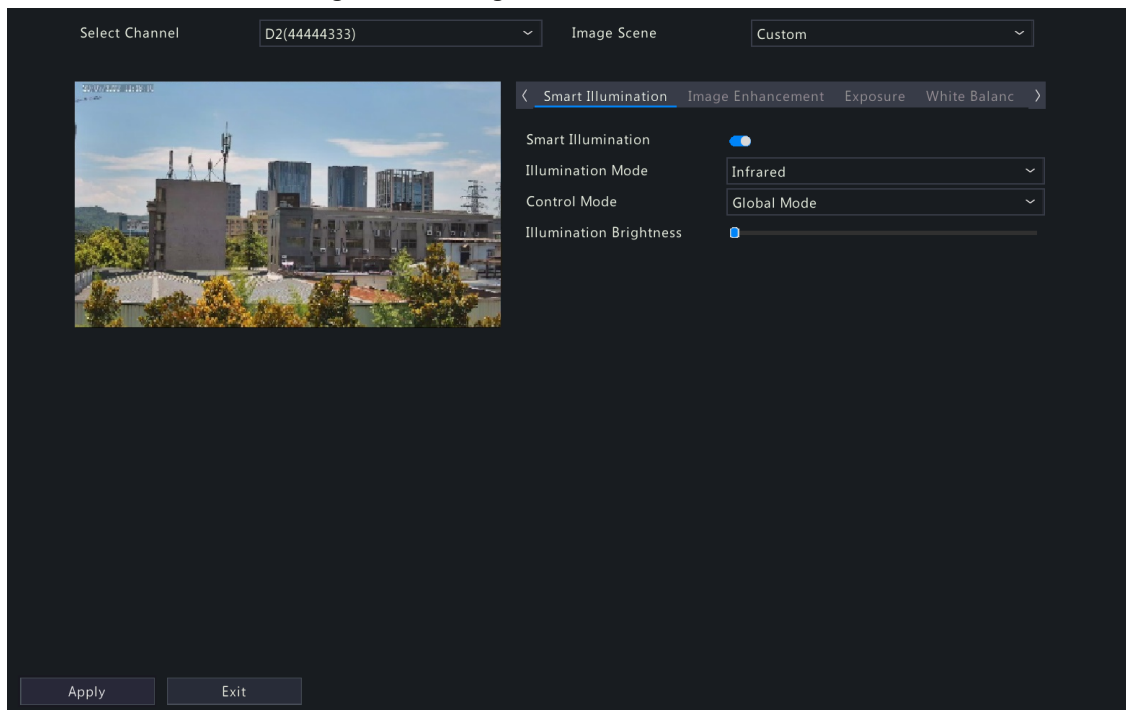 Select Channel D2(44444333) Image Scene Custom
Smart Illumination Image Enhancement Exposure White Balanc
Smart Illumination
Illumination Mode Infrared
Control Mode Global Mode
Illumination Brightness
Apply Exit